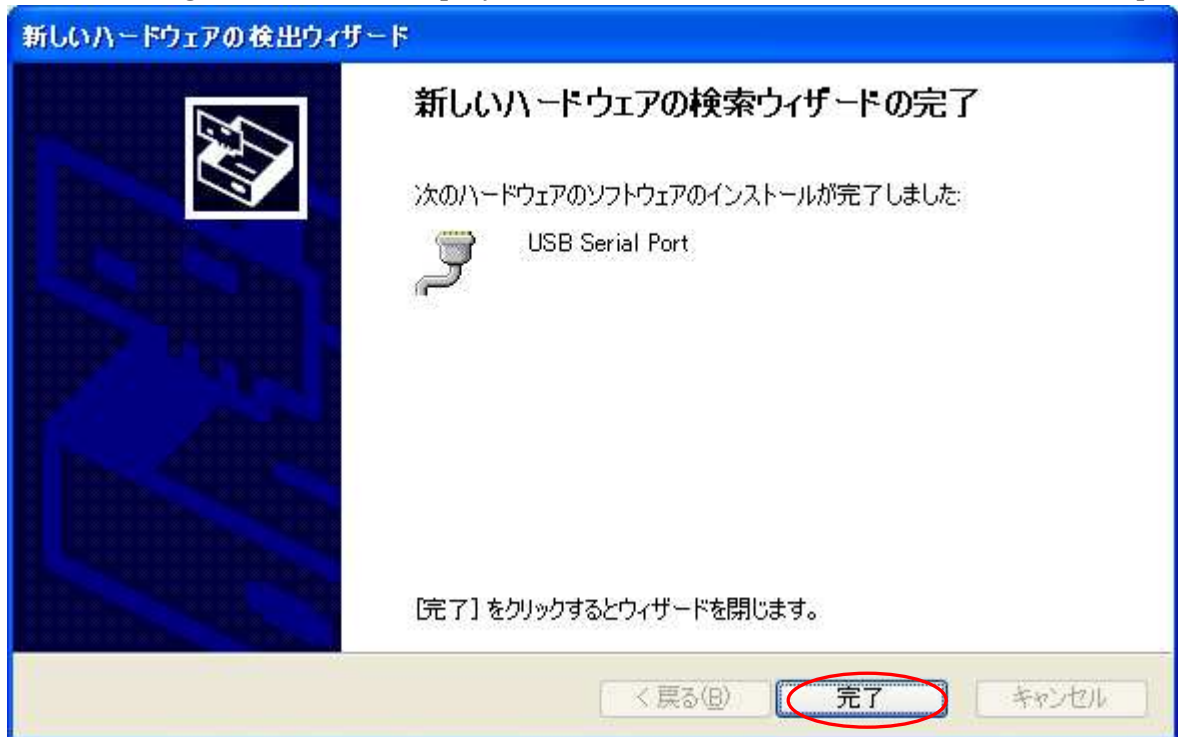 新しいハードウェアの検出ウィザード
新しいハードウェアの検索ウィザードの完了
次のハードウェアのソフトウェアのインストールが完了しました:
USB Serial Port
[完了] をクリックするとウィザードを閉じます。
< 戻る(B) 完了 キャンセル